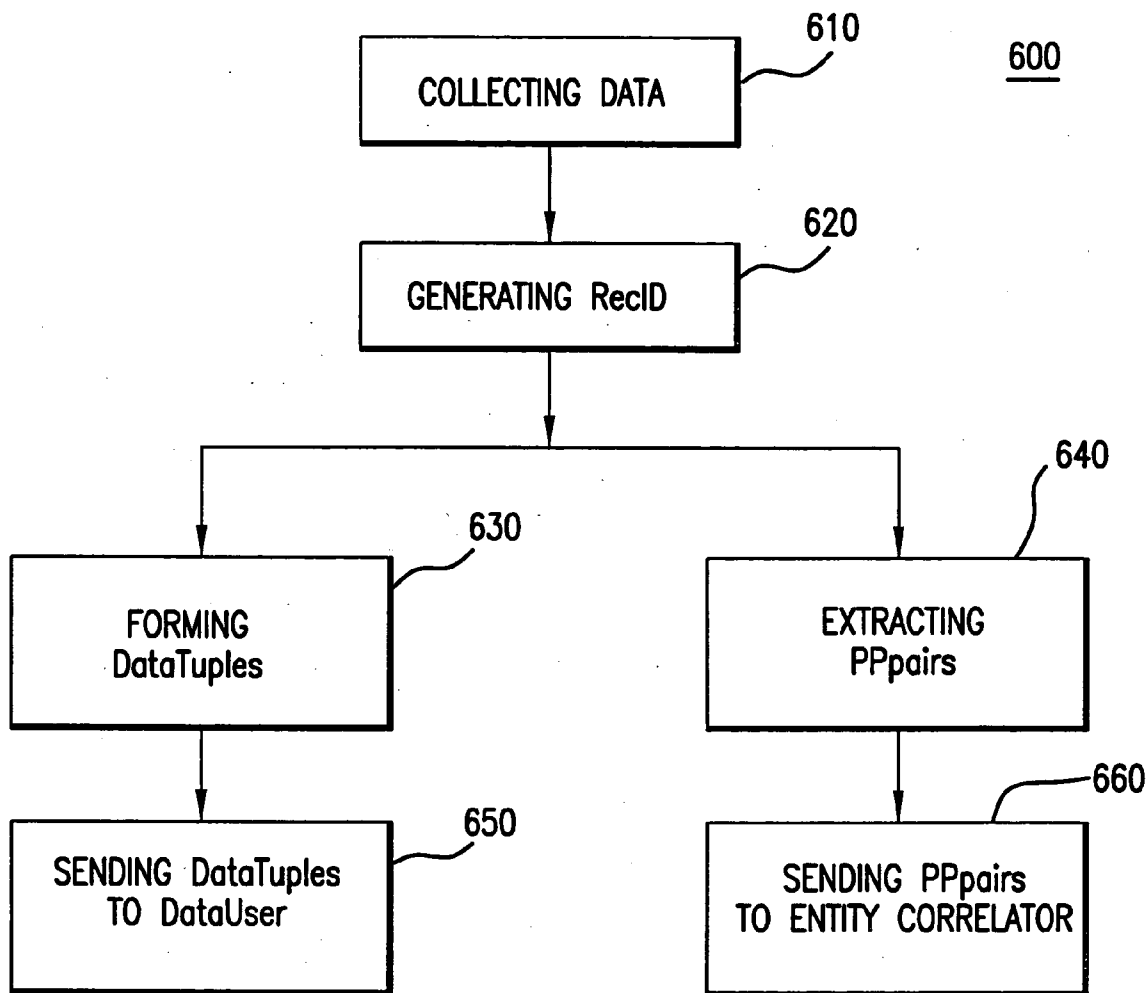 610
600
COLLECTING DATA
620
GENERATING RecID
630
640
FORMING
DataTuples
EXTRACTING
PPpairs
650
660
SENDING DataTuples
TO DataUser
SENDING PPpairs
TO ENTITY CORRELATOR